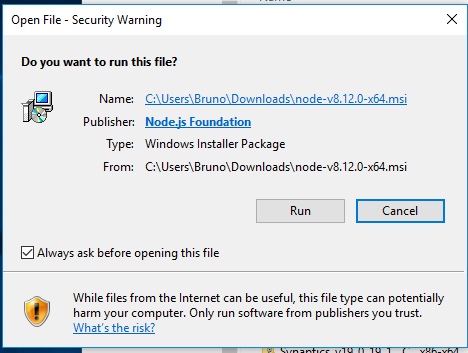 Open File - Security Warning
Do you want to run this file?
Name: C:\Users\Bruno\Downloads\node-v8.12.0-x64.msi
Publisher: Node.js Foundation
Type: Windows Installer Package
From: C:\Users\Bruno\Downloads\node-v8.12.0-x64.msi
Run Cancel
Always ask before opening this file
While files from the Internet can be useful, this file type can potentially
harm your computer. Only run software from publishers you trust.
What's the risk?